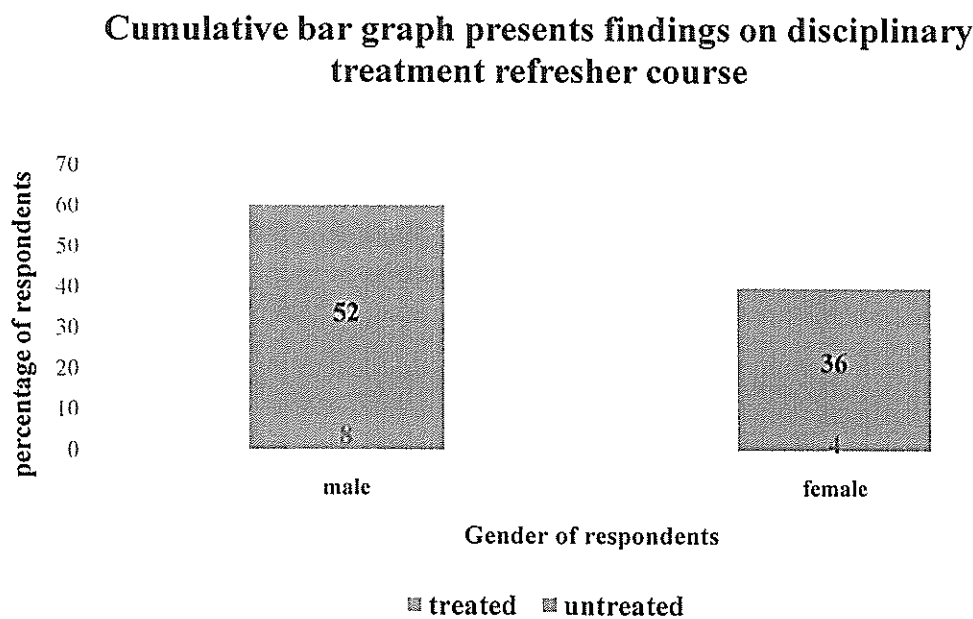 Cumulative bar graph presents findings on disciplinary
treatment refresher course
percentage of respondents
70
60
50
40
30
20
10
0
52
8
36
4
male
female
Gender of respondents
treated untreated